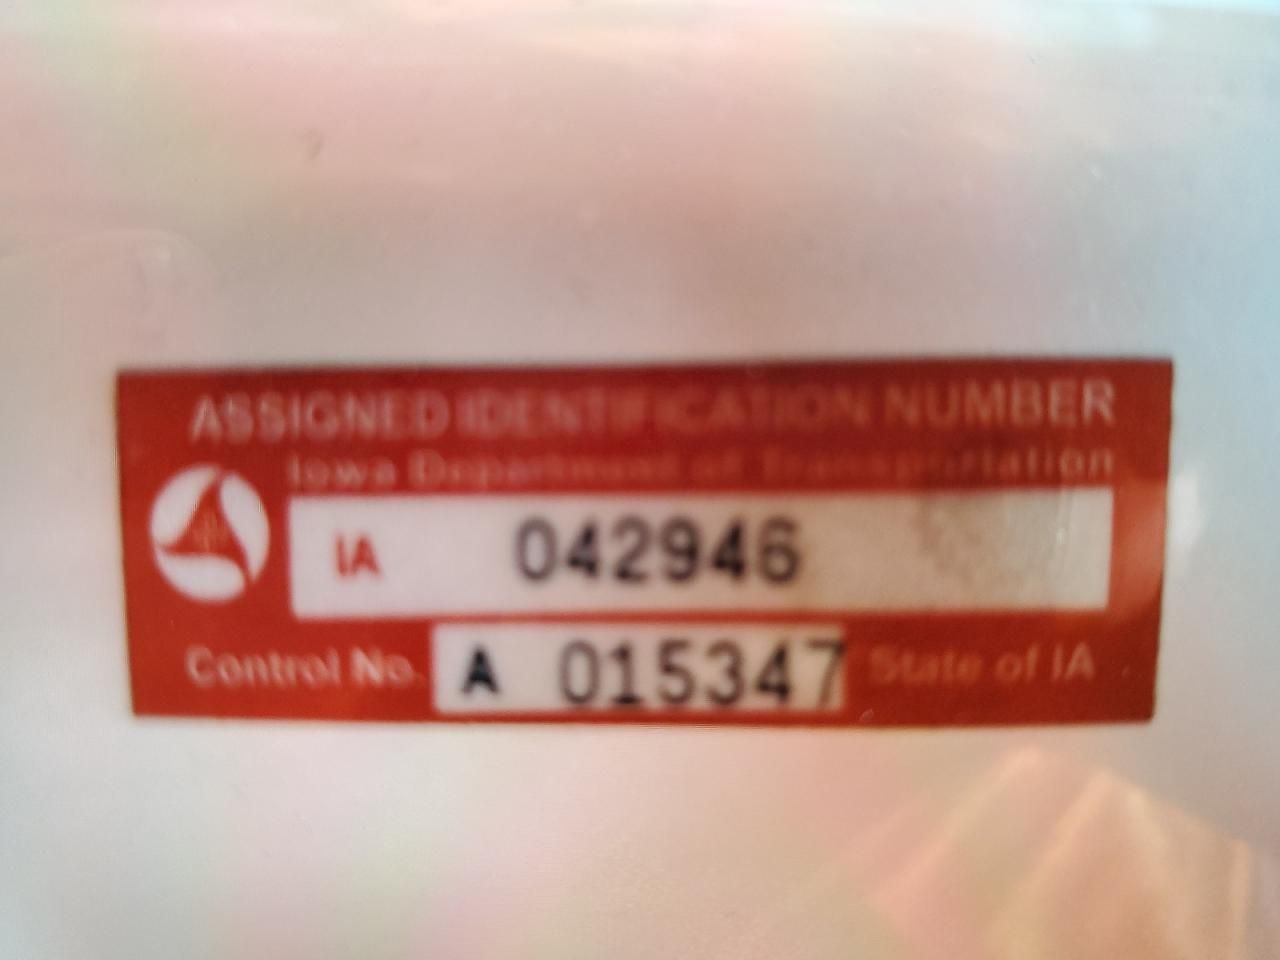 ASSIGNED IDENTIFICATION NUMBER
Iowa Department of Transportation
IA 042946
Control No. A 015347 State of IA